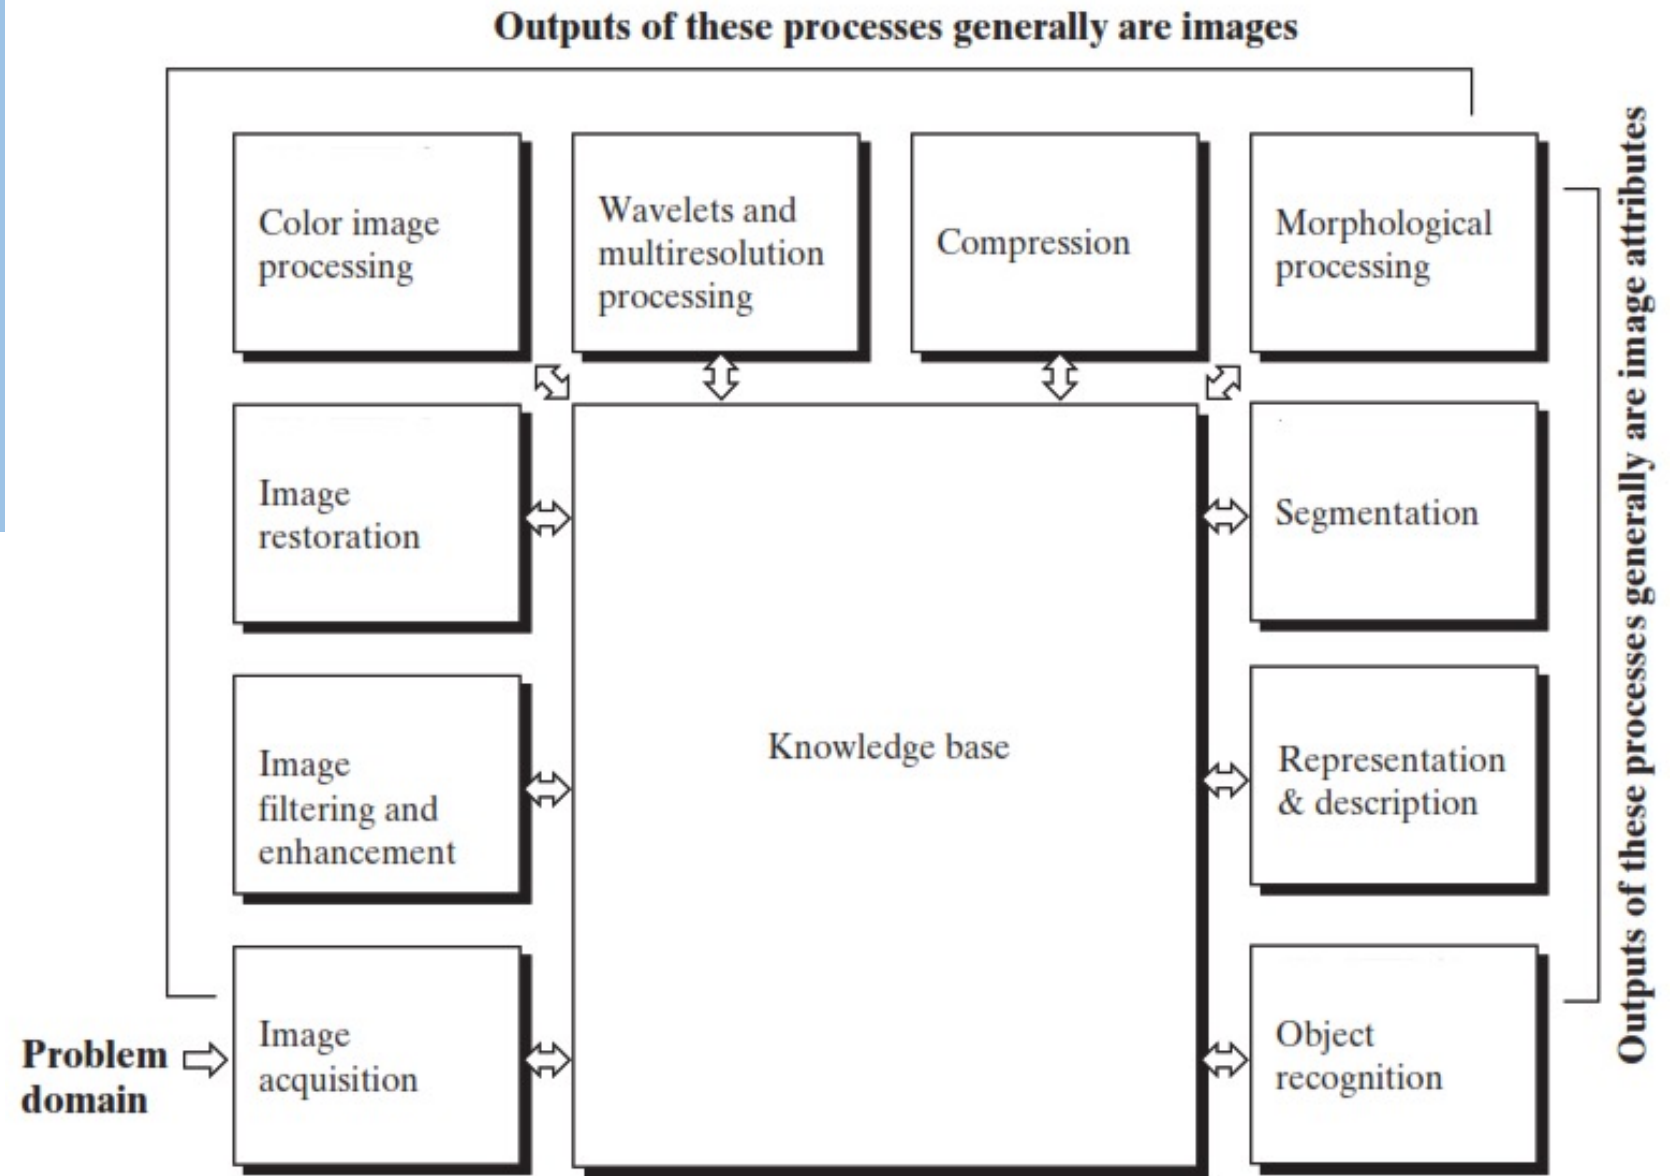 Outputs of these processes generally are images
Color image
processing
Wavelets and
multiresolution
processing
Compression
Morphological
processing
Image
restoration
Segmentation
Image
filtering and
enhancement
Knowledge base
Representation
& description
Problem
domain
Image
acquisition
Object
recognition
Outputs of these processes generally are image attributes